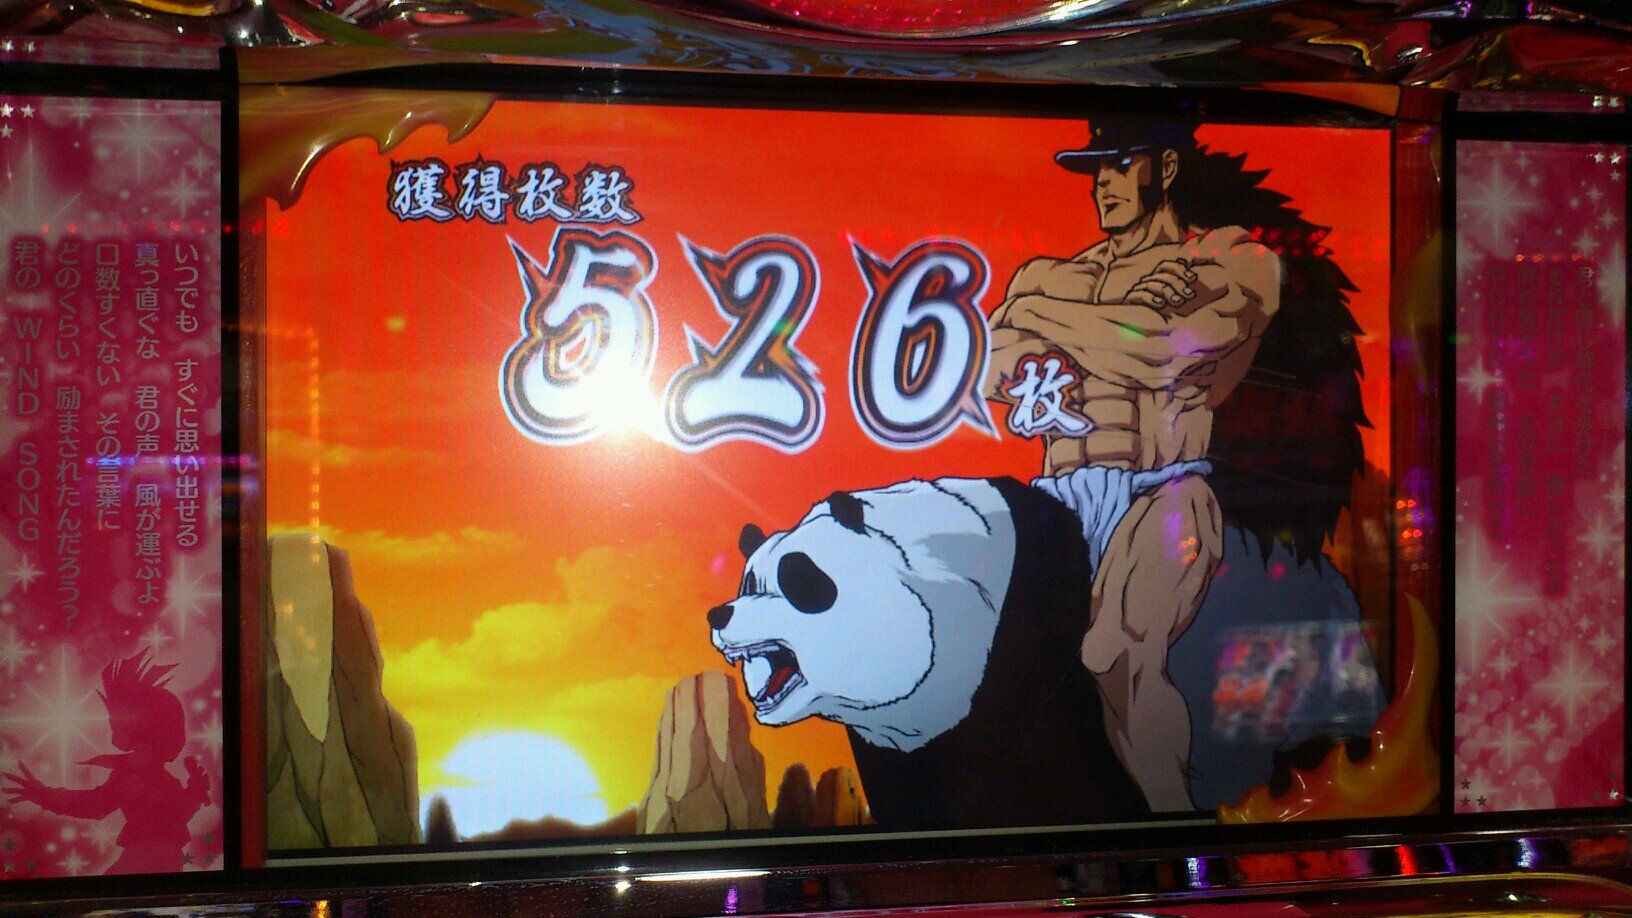 獲得枚数
526枚
いつでも すぐに思い出せる
真っ直ぐな 君の声 風が運ぶよ
口数すくない その言葉に
どのくらい 励まされたんだろう?
君の WIND SONG